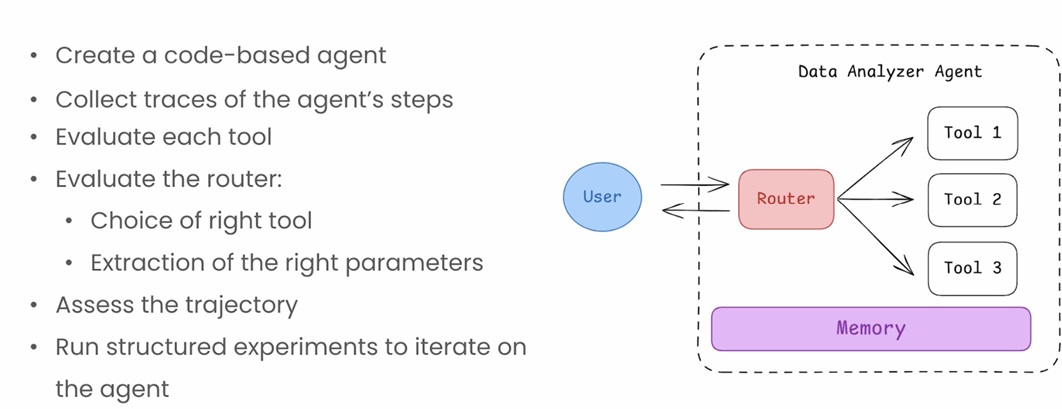 • Create a code-based agent
• Collect traces of the agent's steps
• Evaluate each tool
• Evaluate the router:
• Choice of right tool
• Extraction of the right parameters
• Assess the trajectory
• Run structured experiments to iterate on
the agent
Data Analyzer Agent
User
Router
Tool 1
Tool 2
Tool 3
Memory